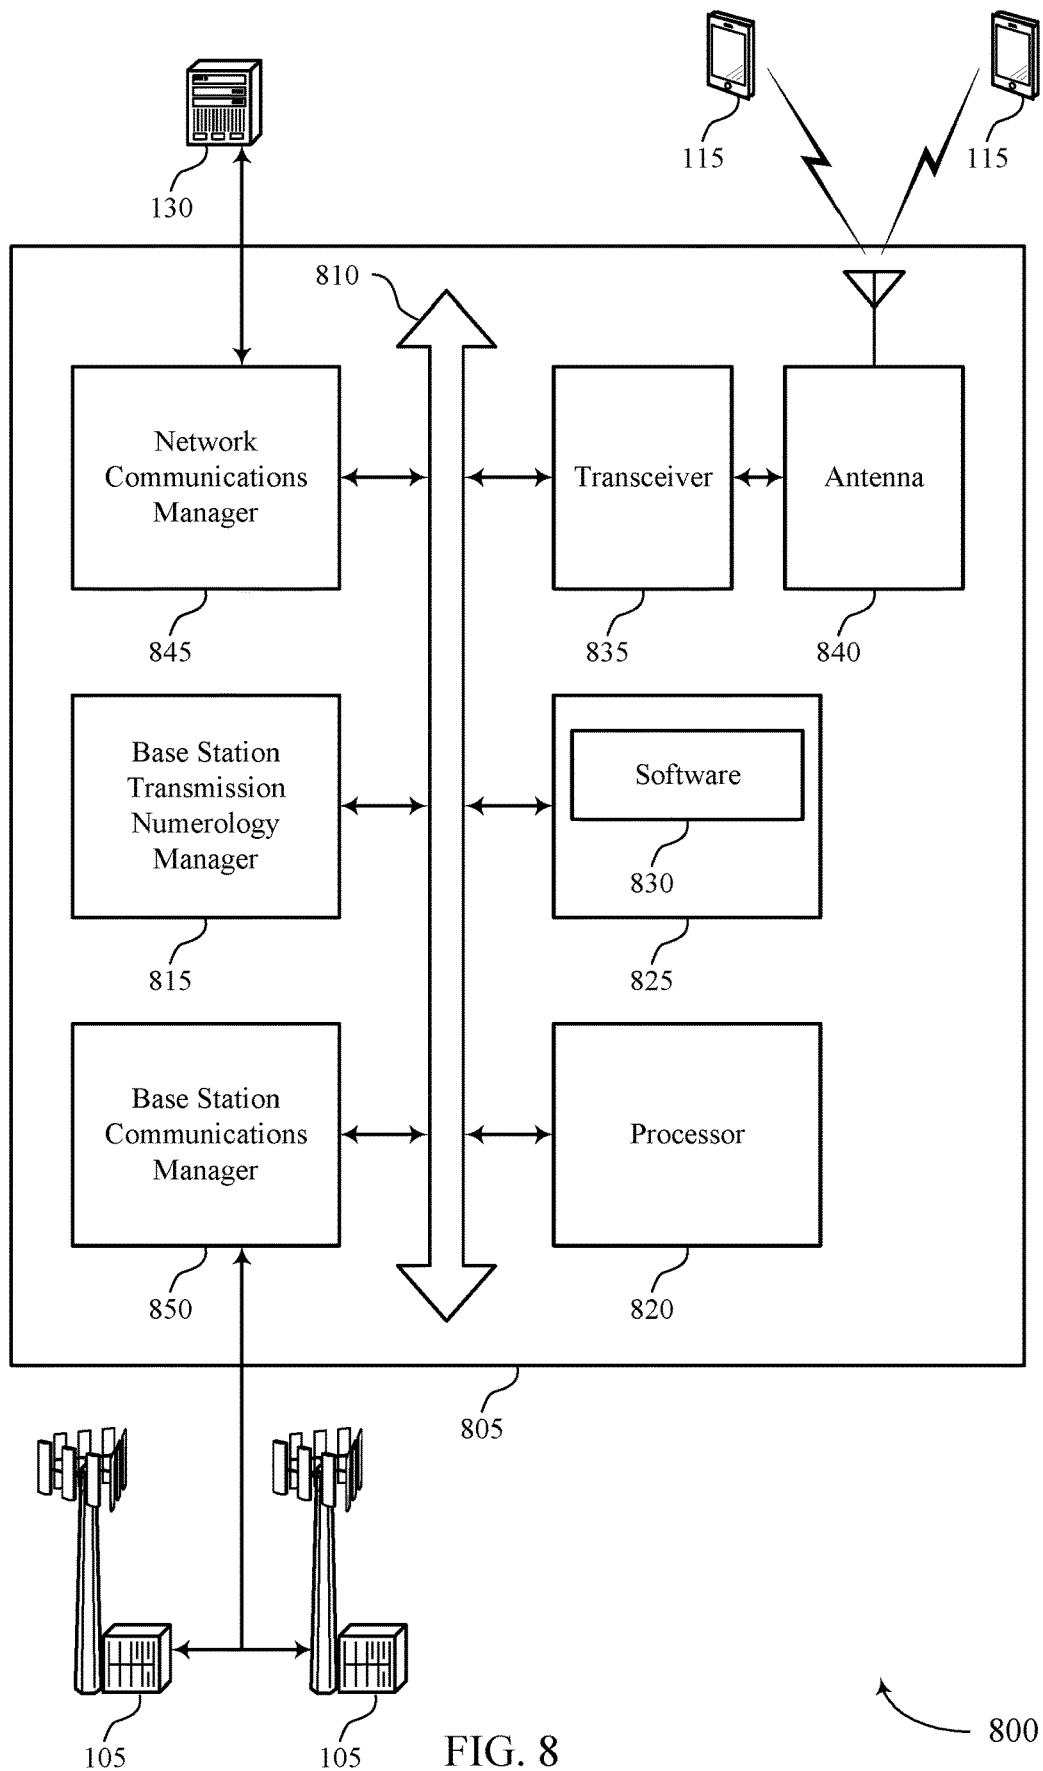 115
115
130
810
Network
Communications
Manager
Transceiver
Antenna
845
835
840
Base Station
Transmission
Numerology
Manager
Software
830
815
825
Base Station
Communications
Manager
Processor
850
820
805
105
105
FIG. 8
800